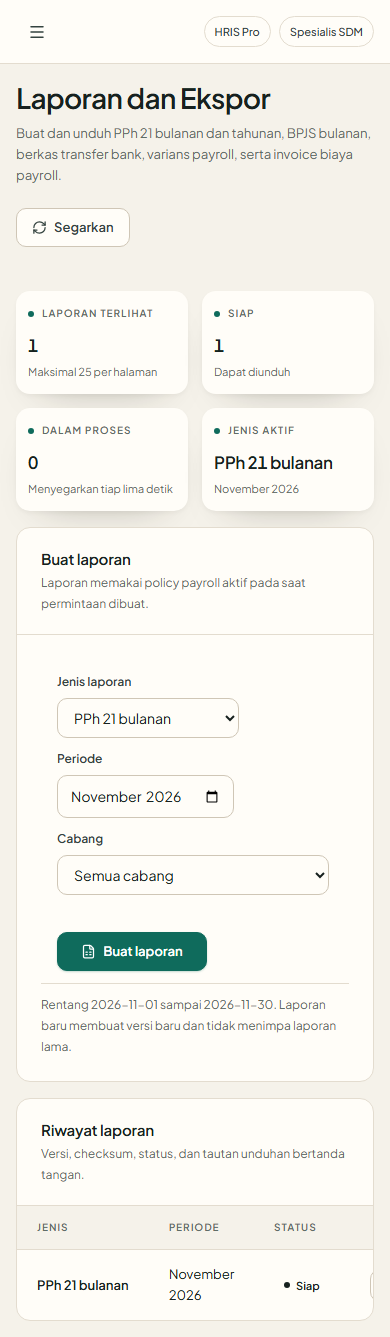 HRIS Pro
Spesialis SDM
Laporan dan Ekspor
Buat dan unduh PPh 21 bulanan dan tahunan, BPJS bulanan,
berkas transfer bank, varians payroll, serta invoice biaya
payroll.
Segarkan
LAPORAN TERLIHAT
1
Maksimal 25 per halaman
SIAP
1
Dapat diunduh
DALAM PROSES
0
Menyegarkan tiap lima detik
JENIS AKTIF
PPh 21 bulanan
November 2026
Buat laporan
Laporan memakai policy payroll aktif pada saat
permintaan dibuat.
Jenis laporan
PPh 21 bulanan
Periode
November 2026
Cabang
Semua cabang
Buat laporan
Rentang 2026-11-01 sampai 2026-11-30. Laporan
baru membuat versi baru dan tidak menimpa laporan
lama.
Riwayat laporan
Versi, checksum, status, dan tautan unduhan bertanda
tangan.
JENIS PERIODE STATUS
PPh 21 bulanan November 2026 Siap